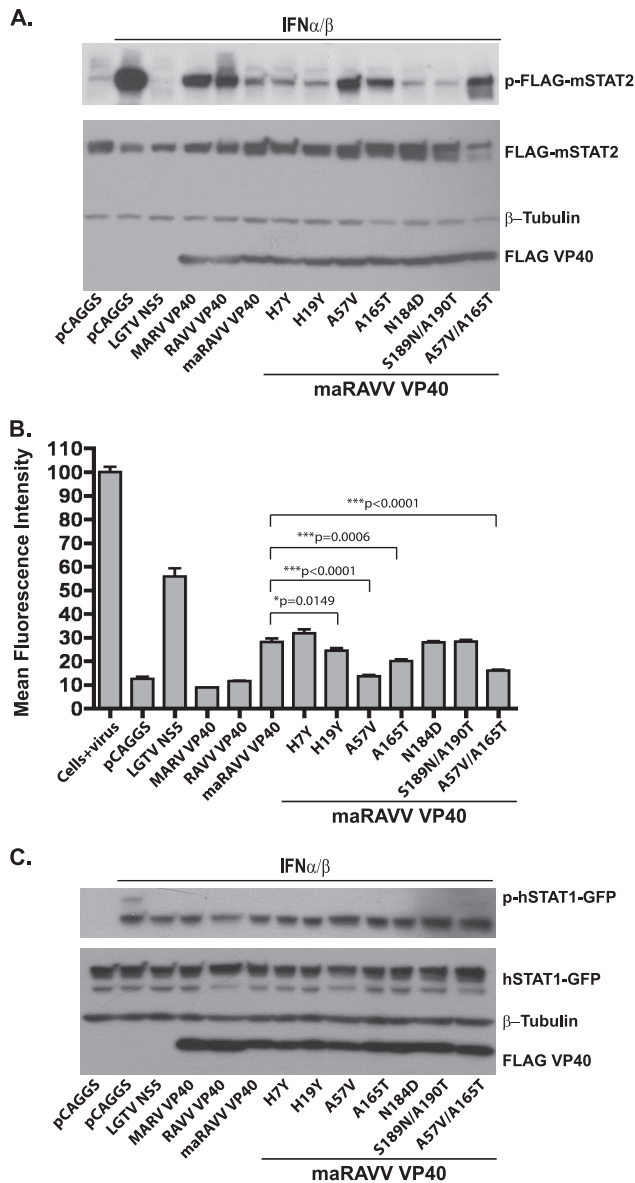 A.
IFNα/β
p-FLAG-mSTAT2
FLAG-mSTAT2
β–Tubulin
FLAG VP40
pCAGGS
pCAGGS
LGTV NS5
MARV VP40
RAVV VP40
maRAVV VP40
H7Y
H19Y
A57V
A165T
N184D
S189N/A190T
A57V/A165T
maRAVV VP40
B.
Mean Fluorescence Intensity
110
100
90
80
70
60
50
40
30
20
10
0
***p<0.0001
***p=0.0006
***p<0.0001
*p=0.0149
Cells+virus
pCAGGS
LGTV NS5
MARV VP40
RAVV VP40
maRAVV VP40
H7Y
H19Y
A57V
A165T
N184D
S189N/A190T
A57V/A165T
maRAVV VP40
C.
IFNα/β
p-hSTAT1-GFP
hSTAT1-GFP
β–Tubulin
FLAG VP40
pCAGGS
pCAGGS
LGTV NS5
MARV VP40
RAVV VP40
maRAVV VP40
H7Y
H19Y
A57V
A165T
N184D
S189N/A190T
A57V/A165T
maRAVV VP40